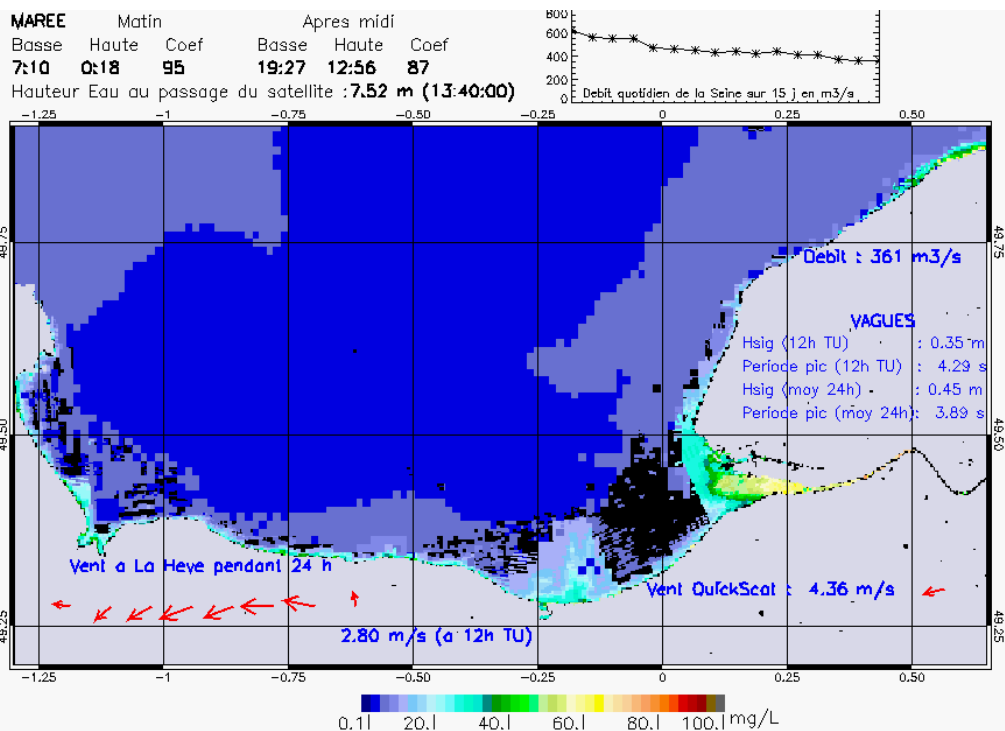 MAREE Matin Apres midi
Basse Haute Coef Basse Haute Coef
7:10 0:18 95 19:27 12:56 87
Hauteur Eau au passage du satellite : 7.52 m (13:40:00)
800
600
400
200
0
Debit quotidien de la Seine sur 15 j en m3/s
-1.25 -1 -0.75 -0.50 -0.25 0 0.25 0.50
49.75 49.75
Debit : 361 m3/s
VAGUES
Hsig (12h TU) : 0.35 m
Periode pic (12h TU) : 4.29 s
Hsig (moy 24h) : 0.45 m
Periode pic (moy 24h): 3.89 s
49.50 49.50
Vent a La Heve pendant 24 h
Vent QuickScat : 4.36 m/s
2.80 m/s (a 12h TU)
49.25 49.25
-1.25 -1 -0.75 -0.50 -0.25 0 0.25 0.50
0.1 20.1 40.1 60.1 80.1 100.1 mg/L